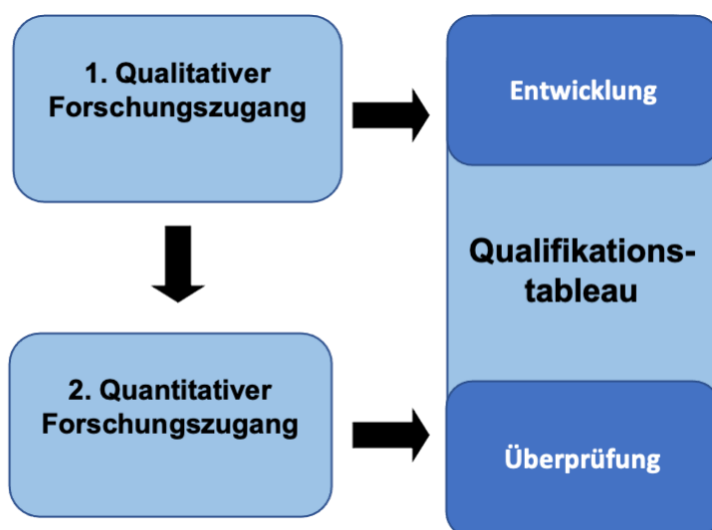 1. Qualitativer
Forschungszugang
Entwicklung
Qualifikations-
tableau
2. Quantitativer
Forschungszugang
Überprüfung